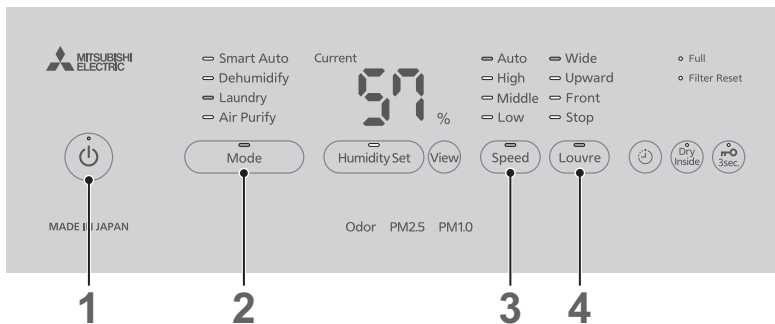 MITSUBISHI
ELECTRIC
Smart Auto
Dehumidify
Laundry
Air Purify
Current
57 %
Auto
High
Middle
Low
Wide
Upward
Front
Stop
Full
Filter Reset
Mode
Humidity Set
View
Speed
Louvre
Dry
Inside
3sec.
MADE IN JAPAN
Odor PM2.5 PM1.0
1 2 3 4